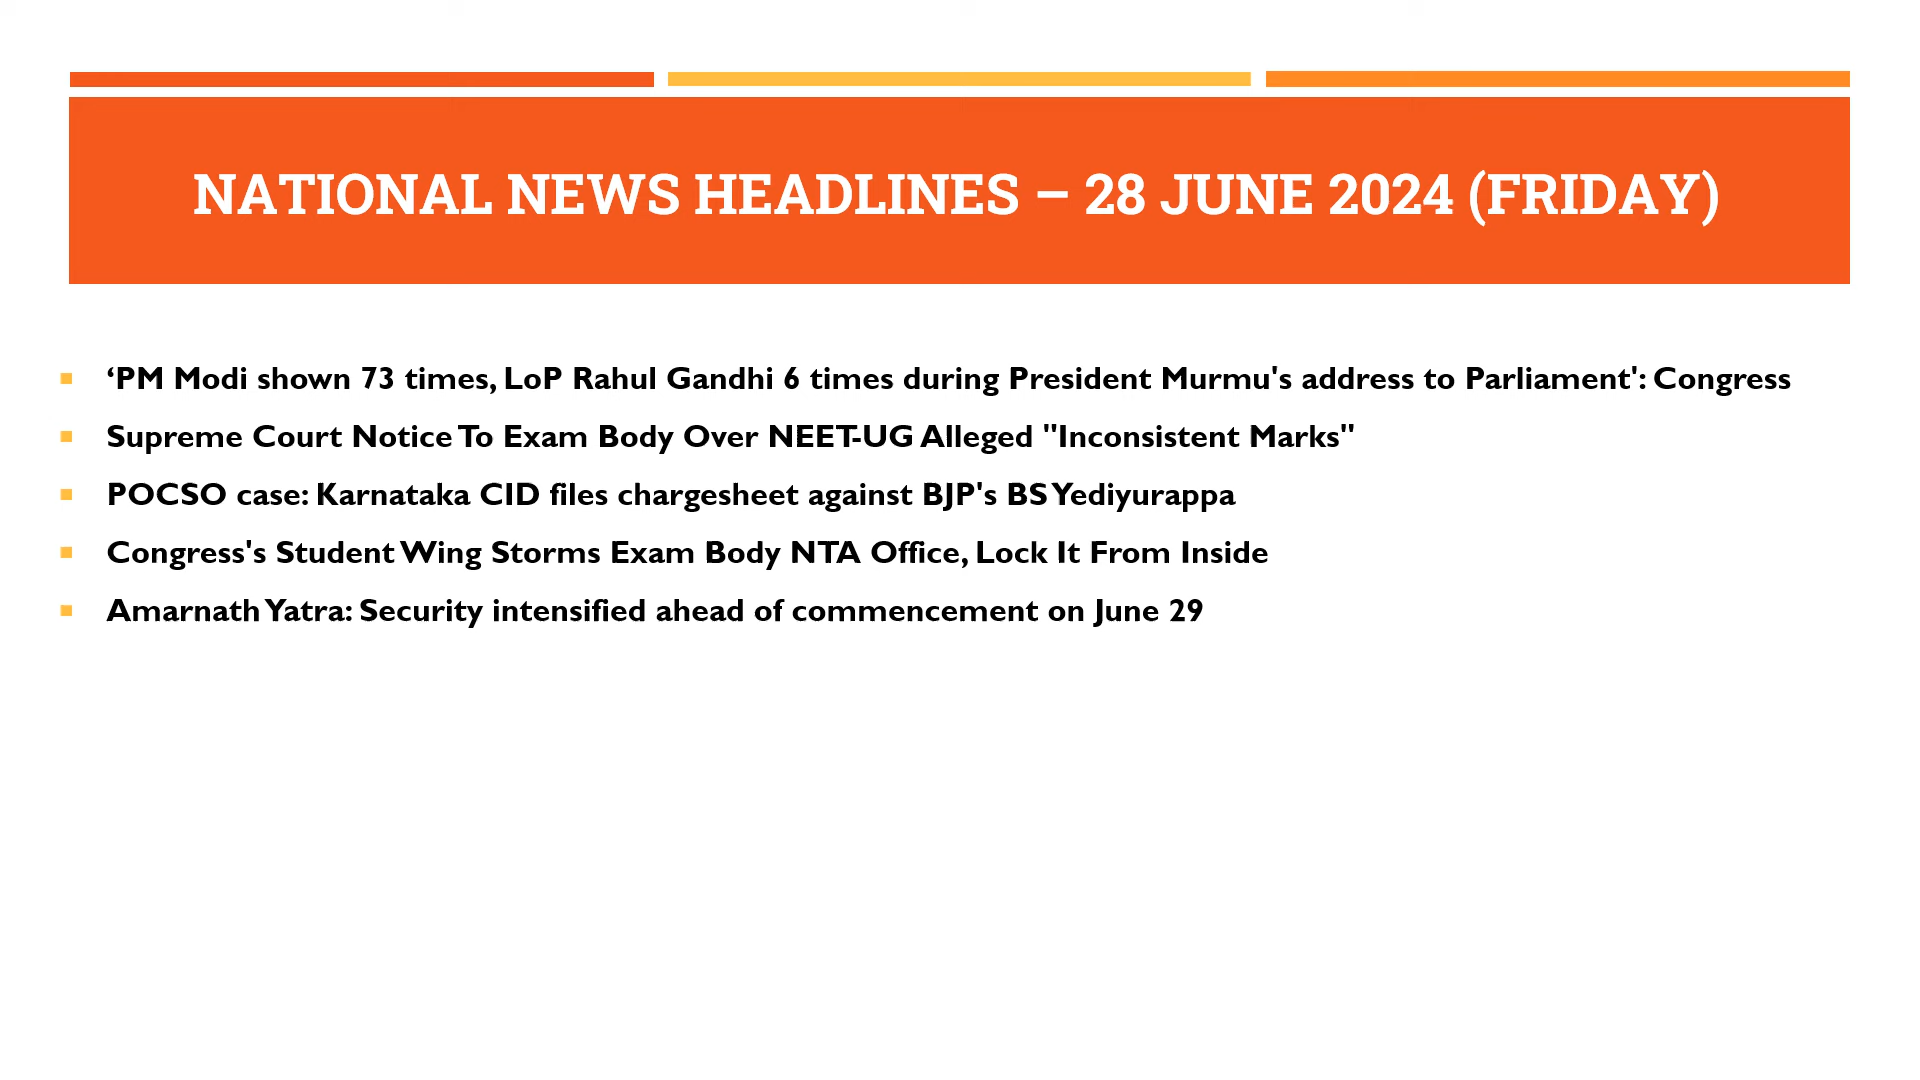 NATIONAL NEWS HEADLINES – 28 JUNE 2024 (FRIDAY)
‘PM Modi shown 73 times, LoP Rahul Gandhi 6 times during President Murmu's address to Parliament': Congress
Supreme Court Notice To Exam Body Over NEET-UG Alleged "Inconsistent Marks"
POCSO case: Karnataka CID files chargesheet against BJP's BS Yediyurappa
Congress's Student Wing Storms Exam Body NTA Office, Lock It From Inside
Amarnath Yatra: Security intensified ahead of commencement on June 29